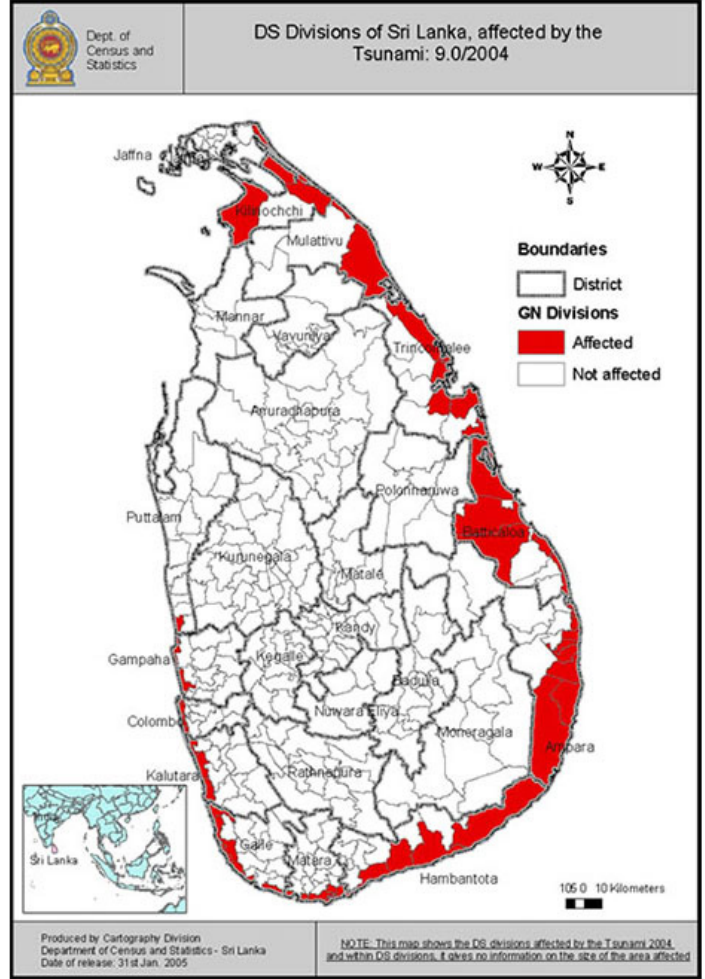 Dept. of
Census and
Statistics
DS Divisions of Sri Lanka, affected by the
Tsunami: 9.0/2004
N
W E
S
Jaffna
Kilinochchi
Mulattivu
Boundaries
District
GN Divisions
Affected
Not affected
Mannar
Vavuniya
Trincomalee
Anuradhapura
Polonnaruwa
Puttalam
Batticaloa
Kurunegala
Matale
Kandy
Gampaha
Kegalle
Badulla
Nuwara Eliya
Colombo
Moneragala
Ampara
Kalutara
Rathnapura
India
Sri Lanka
Galle
Matara
Hambantota
10 Kilometers
Produced by Cartography Division
Department of Census and Statistics - Sri Lanka
Date of release: 31st Jan. 2005
NOTE: This map shows the DS divisions affected by the Tsunami 2004
and within DS divisions, it gives no information on the size of the area affected